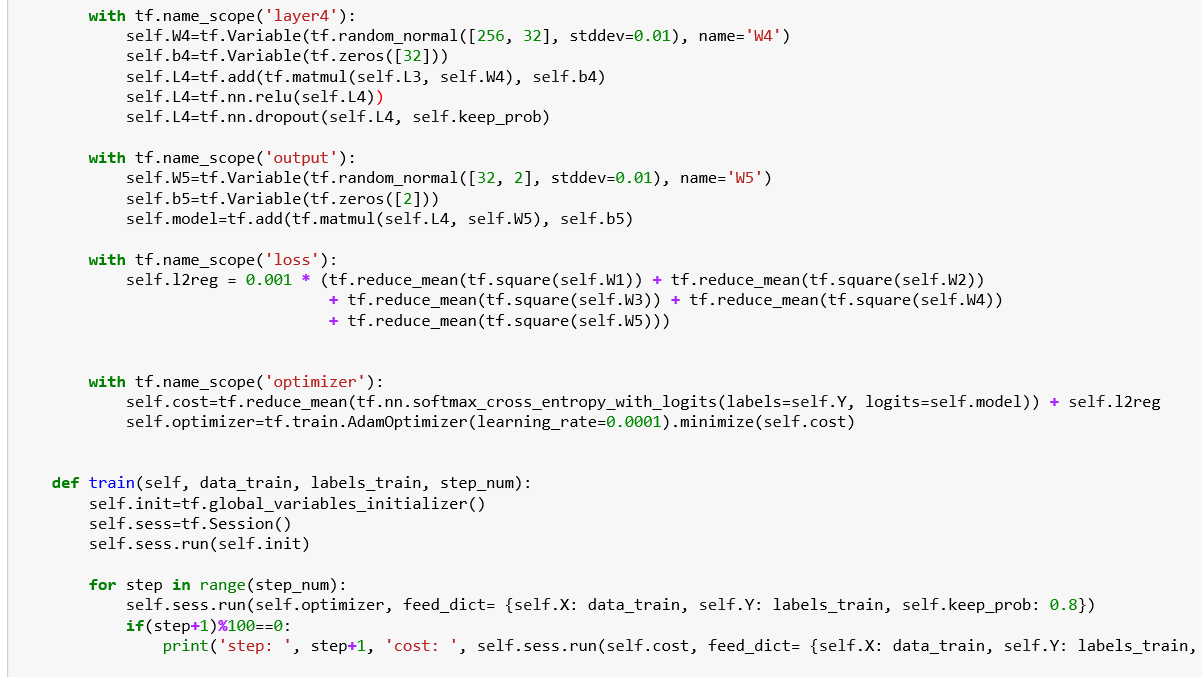 with tf.name_scope('layer4'):
    self.W4=tf.Variable(tf.random_normal([256, 32], stddev=0.01), name='W4')
    self.b4=tf.Variable(tf.zeros([32]))
    self.L4=tf.add(tf.matmul(self.L3, self.W4), self.b4)
    self.L4=tf.nn.relu(self.L4))
    self.L4=tf.nn.dropout(self.L4, self.keep_prob)
with tf.name_scope('output'):
    self.W5=tf.Variable(tf.random_normal([32, 2], stddev=0.01), name='W5')
    self.b5=tf.Variable(tf.zeros([2]))
    self.model=tf.add(tf.matmul(self.L4, self.W5), self.b5)
with tf.name_scope('loss'):
    self.l2reg = 0.001 * (tf.reduce_mean(tf.square(self.W1)) + tf.reduce_mean(tf.square(self.W2))
                          + tf.reduce_mean(tf.square(self.W3)) + tf.reduce_mean(tf.square(self.W4))
                          + tf.reduce_mean(tf.square(self.W5)))
with tf.name_scope('optimizer'):
    self.cost=tf.reduce_mean(tf.nn.softmax_cross_entropy_with_logits(labels=self.Y, logits=self.model)) + self.l2reg
    self.optimizer=tf.train.AdamOptimizer(learning_rate=0.0001).minimize(self.cost)
def train(self, data_train, labels_train, step_num):
    self.init=tf.global_variables_initializer()
    self.sess=tf.Session()
    self.sess.run(self.init)
    for step in range(step_num):
        self.sess.run(self.optimizer, feed_dict= {self.X: data_train, self.Y: labels_train, self.keep_prob: 0.8})
        if(step+1)%100==0:
            print('step: ', step+1, 'cost: ', self.sess.run(self.cost, feed_dict= {self.X: data_train, self.Y: labels_train,